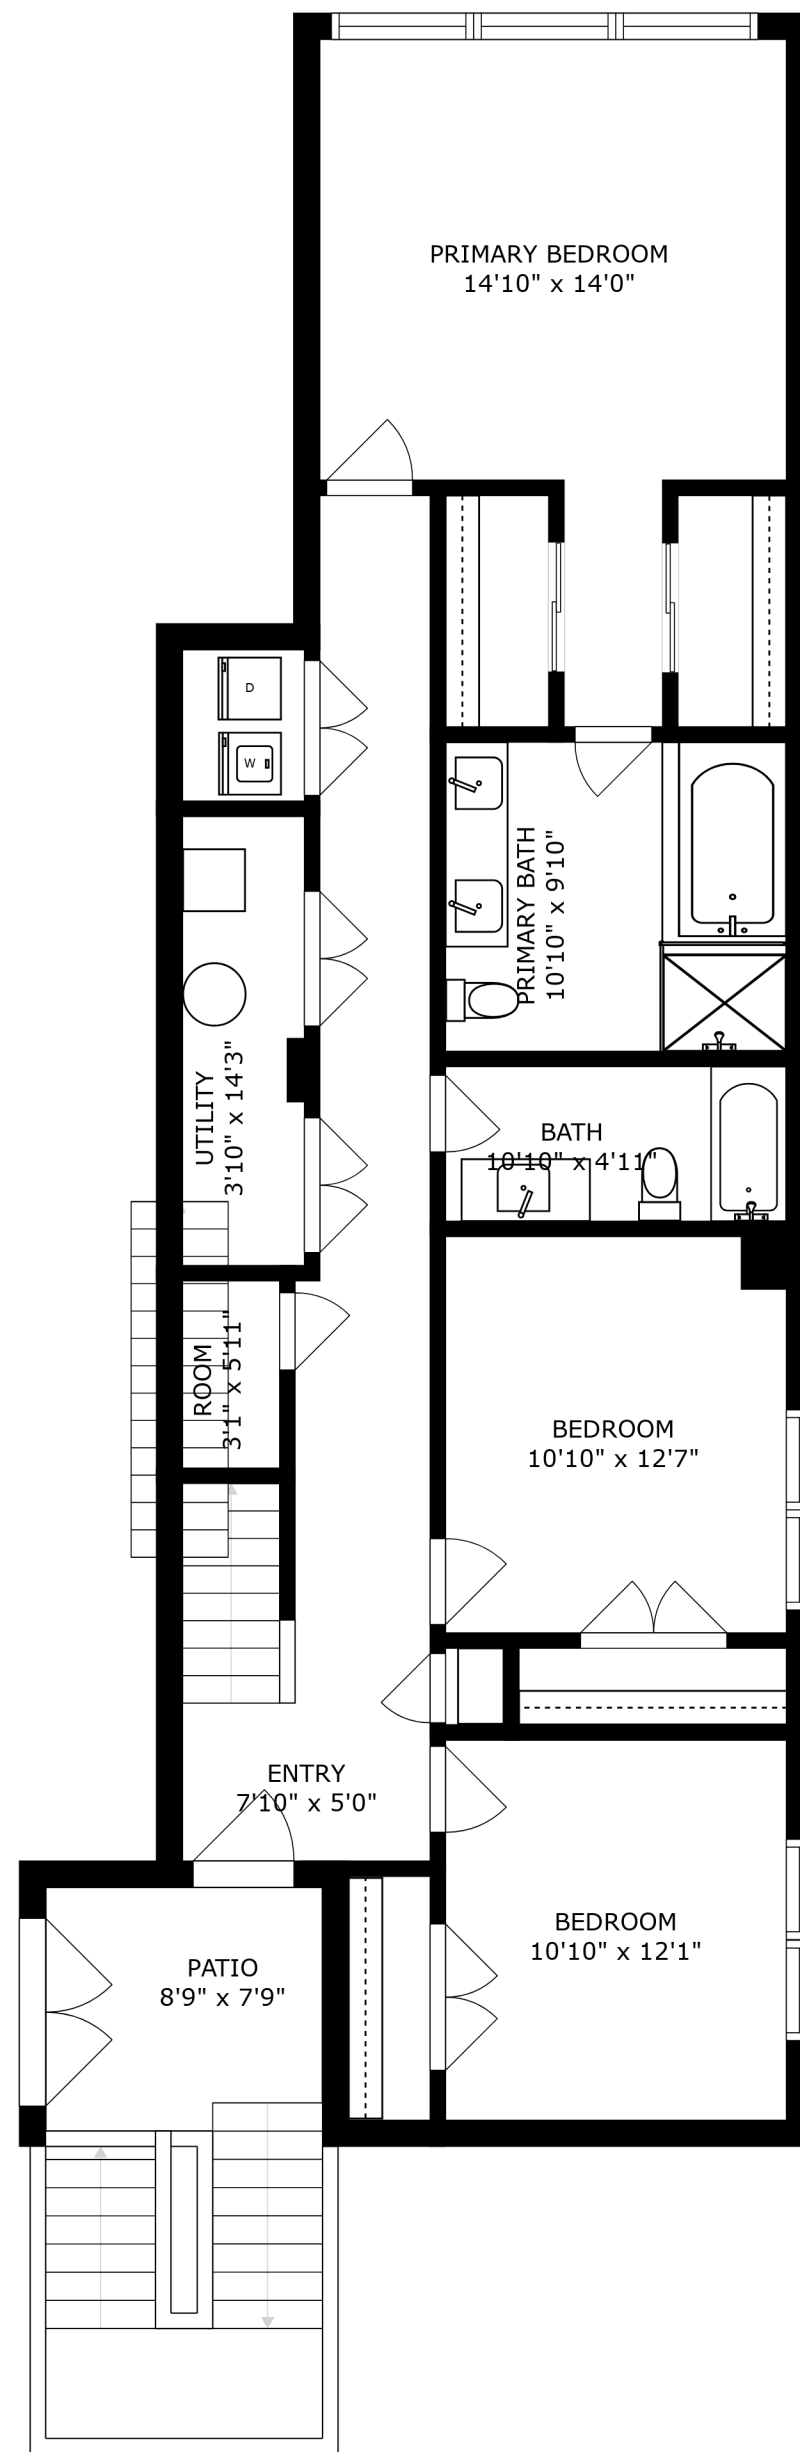 PRIMARY BEDROOM
14'10" x 14'0"
D
W
PRIMARY BATH
10'10" x 9'10"
UTILITY
3'10" x 14'3"
BATH
10'10" x 4'11"
ROOM
3'1" x 5'11"
BEDROOM
10'10" x 12'7"
ENTRY
7'10" x 5'0"
BEDROOM
10'10" x 12'1"
PATIO
8'9" x 7'9"